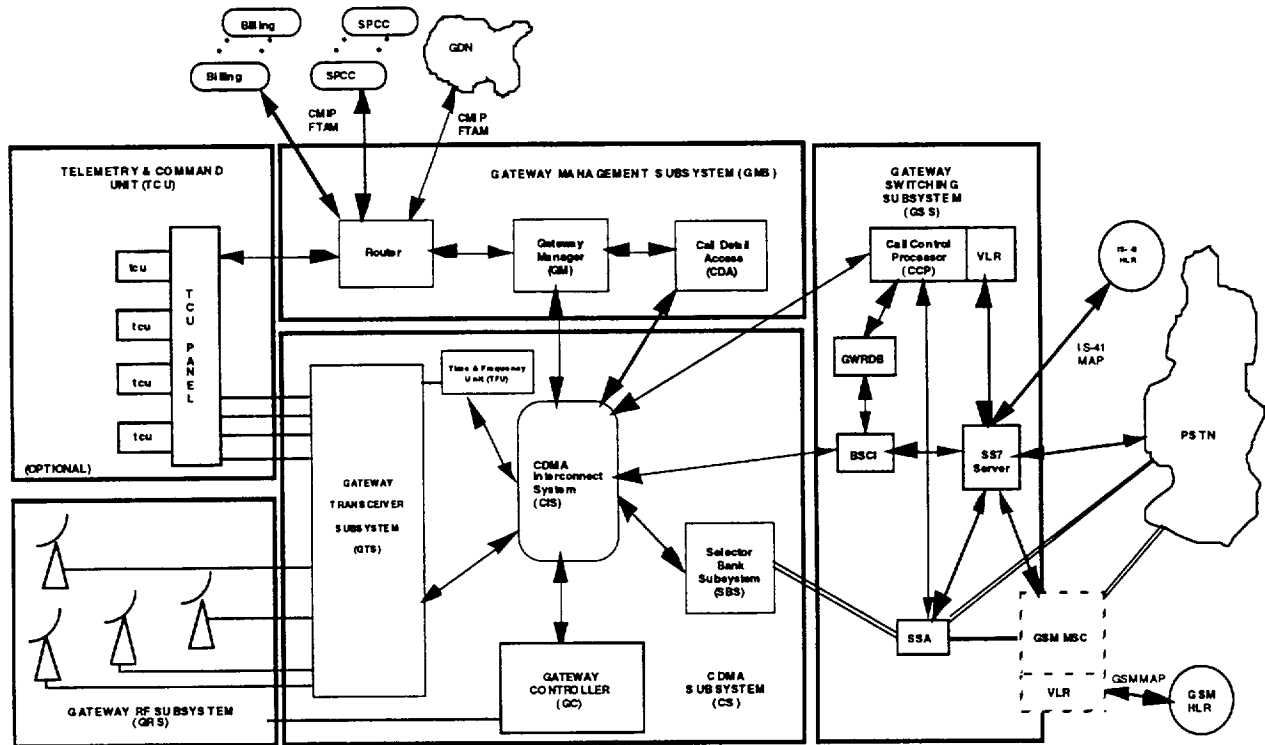 Billing
SPCC
Billing
SPCC
GDN
CMIP
FTAM
CMIP
FTAM
TELEMETRY & COMMAND
UNIT (TCU)
GATEWAY MANAGEMENT SUBSYSTEM (GMS)
GATEWAY
SWITCHING
SUBSYSTEM
(GSS)
Router
Gateway
Manager
(GM)
Call Detail
Access
(CDA)
Call Control
Processor
(CCP)
VLR
IS-41
HLR
tcu
tcu
tcu
tcu
TCU PANEL
(OPTIONAL)
Time & Frequency
Unit (TFU)
GWRDB
IS-41
MAP
GATEWAY
TRANSCEIVER
SUBSYSTEM
(GTS)
CDMA
Interconnect
System
(CIS)
BSCI
SS7
Server
PSTN
Selector
Bank
Subsystem
(SBS)
SSA
GSM MSC
VLR
GSM MAP
GSM
HLR
GATEWAY
CONTROLLER
(GC)
CDMA
SUBSYSTEM
(CS)
GATEWAY RF SUBSYSTEM
(GRS)